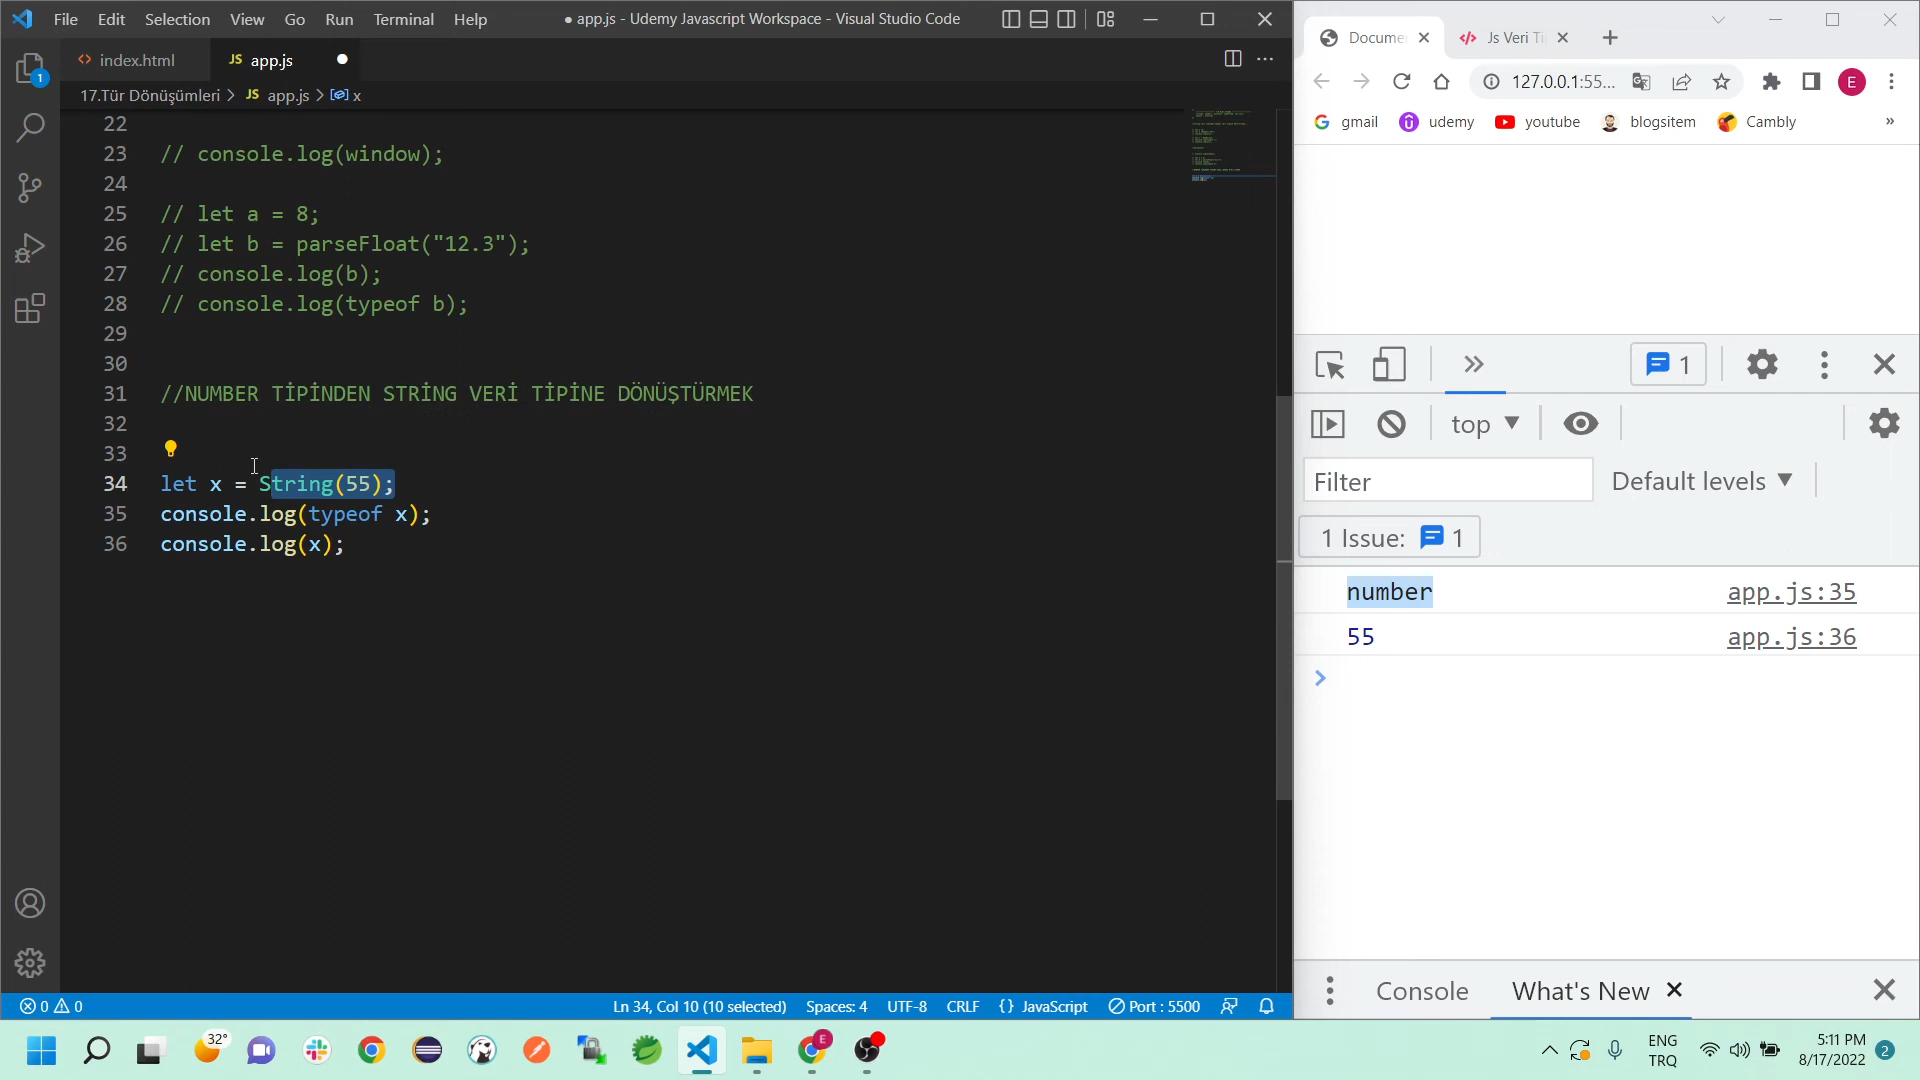 File Edit Selection View Go Run Terminal Help
● app.js - Udemy Javascript Workspace - Visual Studio Code
index.html
JS app.js
17.Tür Dönüşümleri > JS app.js > x
22
23 // console.log(window);
24
25 // let a = 8;
26 // let b = parseFloat("12.3");
27 // console.log(b);
28 // console.log(typeof b);
29
30
31 //NUMBER TİPİNDEN STRİNG VERİ TİPİNE DÖNÜŞTÜRMEK
32
33
34 let x = String(55);
35 console.log(typeof x);
36 console.log(x);
1
0 0
Ln 34, Col 10 (10 selected)
Spaces: 4
UTF-8
CRLF
{ } JavaScript
Port : 5500
Docume
Js Veri Ti
127.0.0.1:55...
E
gmail
udemy
youtube
blogsitem
Cambly
»
1
top ▼
Filter
Default levels ▼
1 Issue: 1
number app.js:35
55 app.js:36
>
Console
What's New
32°
E
ENG
TRQ
5:11 PM
8/17/2022
2